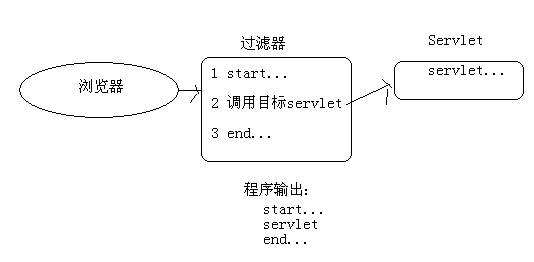 过滤器
Servlet
浏览器
1 start...
2 调用目标servlet
3 end...
servlet...
程序输出:
start...
servlet
end...